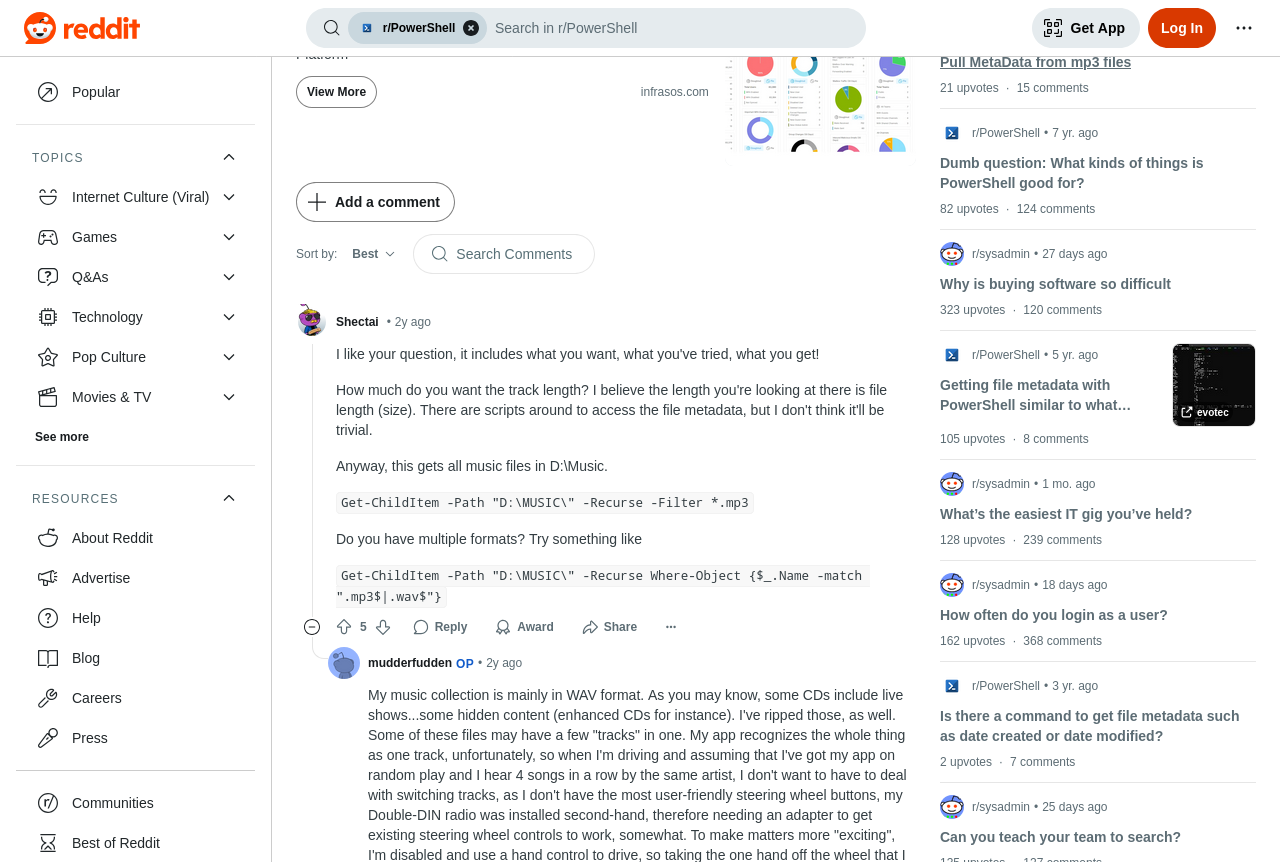 reddit
r/PowerShell
Search in r/PowerShell
Get App
Log In
Popular
TOPICS
Internet Culture (Viral)
Games
Q&As
Technology
Pop Culture
Movies & TV
See more
RESOURCES
About Reddit
Advertise
Help
Blog
Careers
Press
Communities
Best of Reddit
Platform
View More
infrasos.com
Add a comment
Sort by:
Best
Search Comments
Shectai • 2y ago
I like your question, it includes what you want, what you've tried, what you get!
How much do you want the track length? I believe the length you're looking at there is file
length (size). There are scripts around to access the file metadata, but I don't think it'll be
trivial.
Anyway, this gets all music files in D:\Music.
Get-ChildItem -Path "D:\MUSIC\" -Recurse -Filter *.mp3
Do you have multiple formats? Try something like
Get-ChildItem -Path "D:\MUSIC\" -Recurse Where-Object {$_.Name -match
".mp3$|.wav$"}
5
Reply
Award
Share
mudderfudden OP • 2y ago
My music collection is mainly in WAV format. As you may know, some CDs include live
shows...some hidden content (enhanced CDs for instance). I've ripped those, as well.
Some of these files may have a few "tracks" in one. My app recognizes the whole thing
as one track, unfortunately, so when I'm driving and assuming that I've got my app on
random play and I hear 4 songs in a row by the same artist, I don't want to have to deal
with switching tracks, as I don't have the most user-friendly steering wheel buttons, my
Double-DIN radio was installed second-hand, therefore needing an adapter to get
existing steering wheel controls to work, somewhat. To make matters more "exciting",
I'm disabled and use a hand control to drive, so taking the one hand off the wheel that I
Pull MetaData from mp3 files
21 upvotes · 15 comments
r/PowerShell • 7 yr. ago
Dumb question: What kinds of things is
PowerShell good for?
82 upvotes · 124 comments
r/sysadmin • 27 days ago
Why is buying software so difficult
323 upvotes · 120 comments
r/PowerShell • 5 yr. ago
Getting file metadata with
PowerShell similar to what…
evotec
105 upvotes · 8 comments
r/sysadmin • 1 mo. ago
What’s the easiest IT gig you’ve held?
128 upvotes · 239 comments
r/sysadmin • 18 days ago
How often do you login as a user?
162 upvotes · 368 comments
r/PowerShell • 3 yr. ago
Is there a command to get file metadata such
as date created or date modified?
2 upvotes · 7 comments
r/sysadmin • 25 days ago
Can you teach your team to search?
135 upvotes · 137 comments